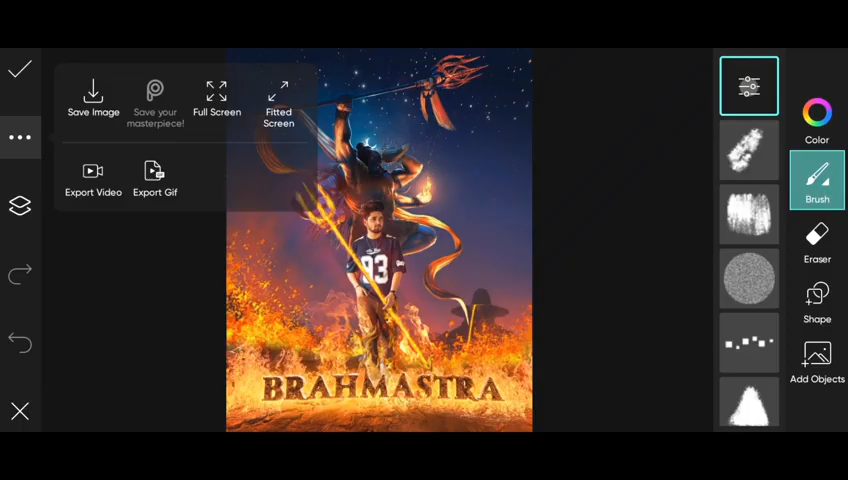 Save Image
Save your
masterpiece!
Full Screen
Fitted
Screen
Export Video
Export Gif
Color
Brush
Eraser
Shape
Add Objects
93
BRAHMASTRA